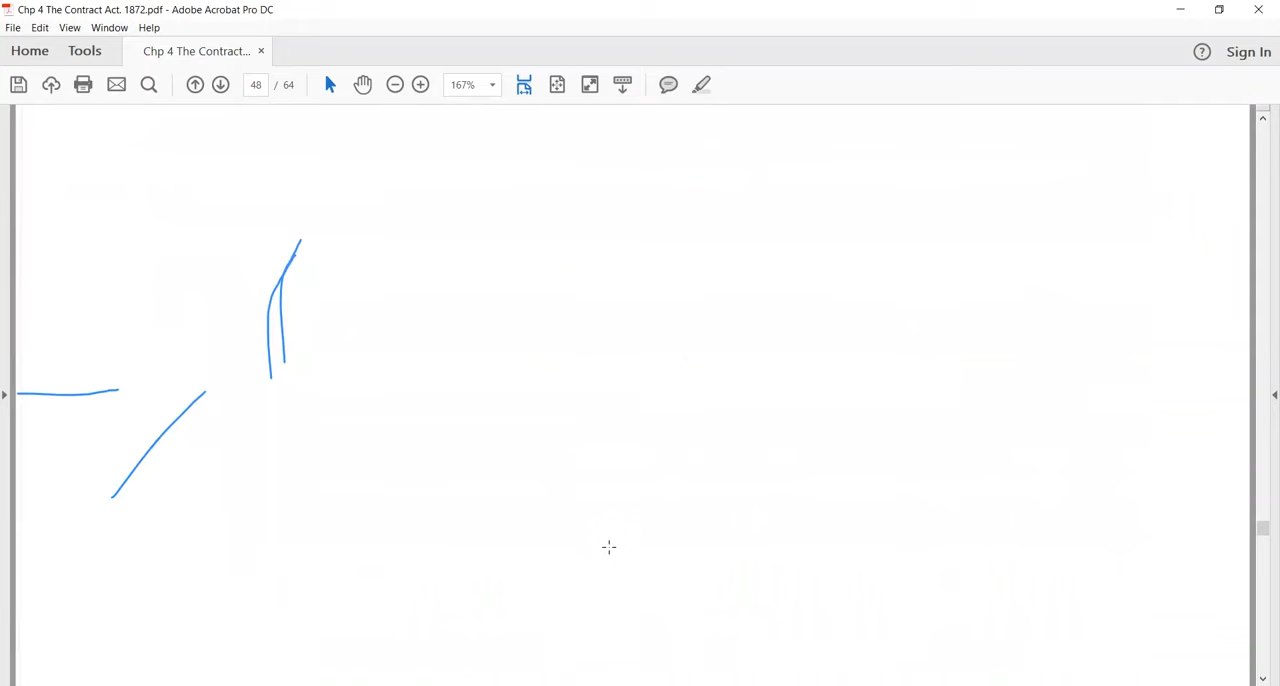 Chp 4 The Contract Act. 1872.pdf - Adobe Acrobat Pro DC
File Edit View Window Help
Home Tools Chp 4 The Contract... × Sign In
48 / 64 167%